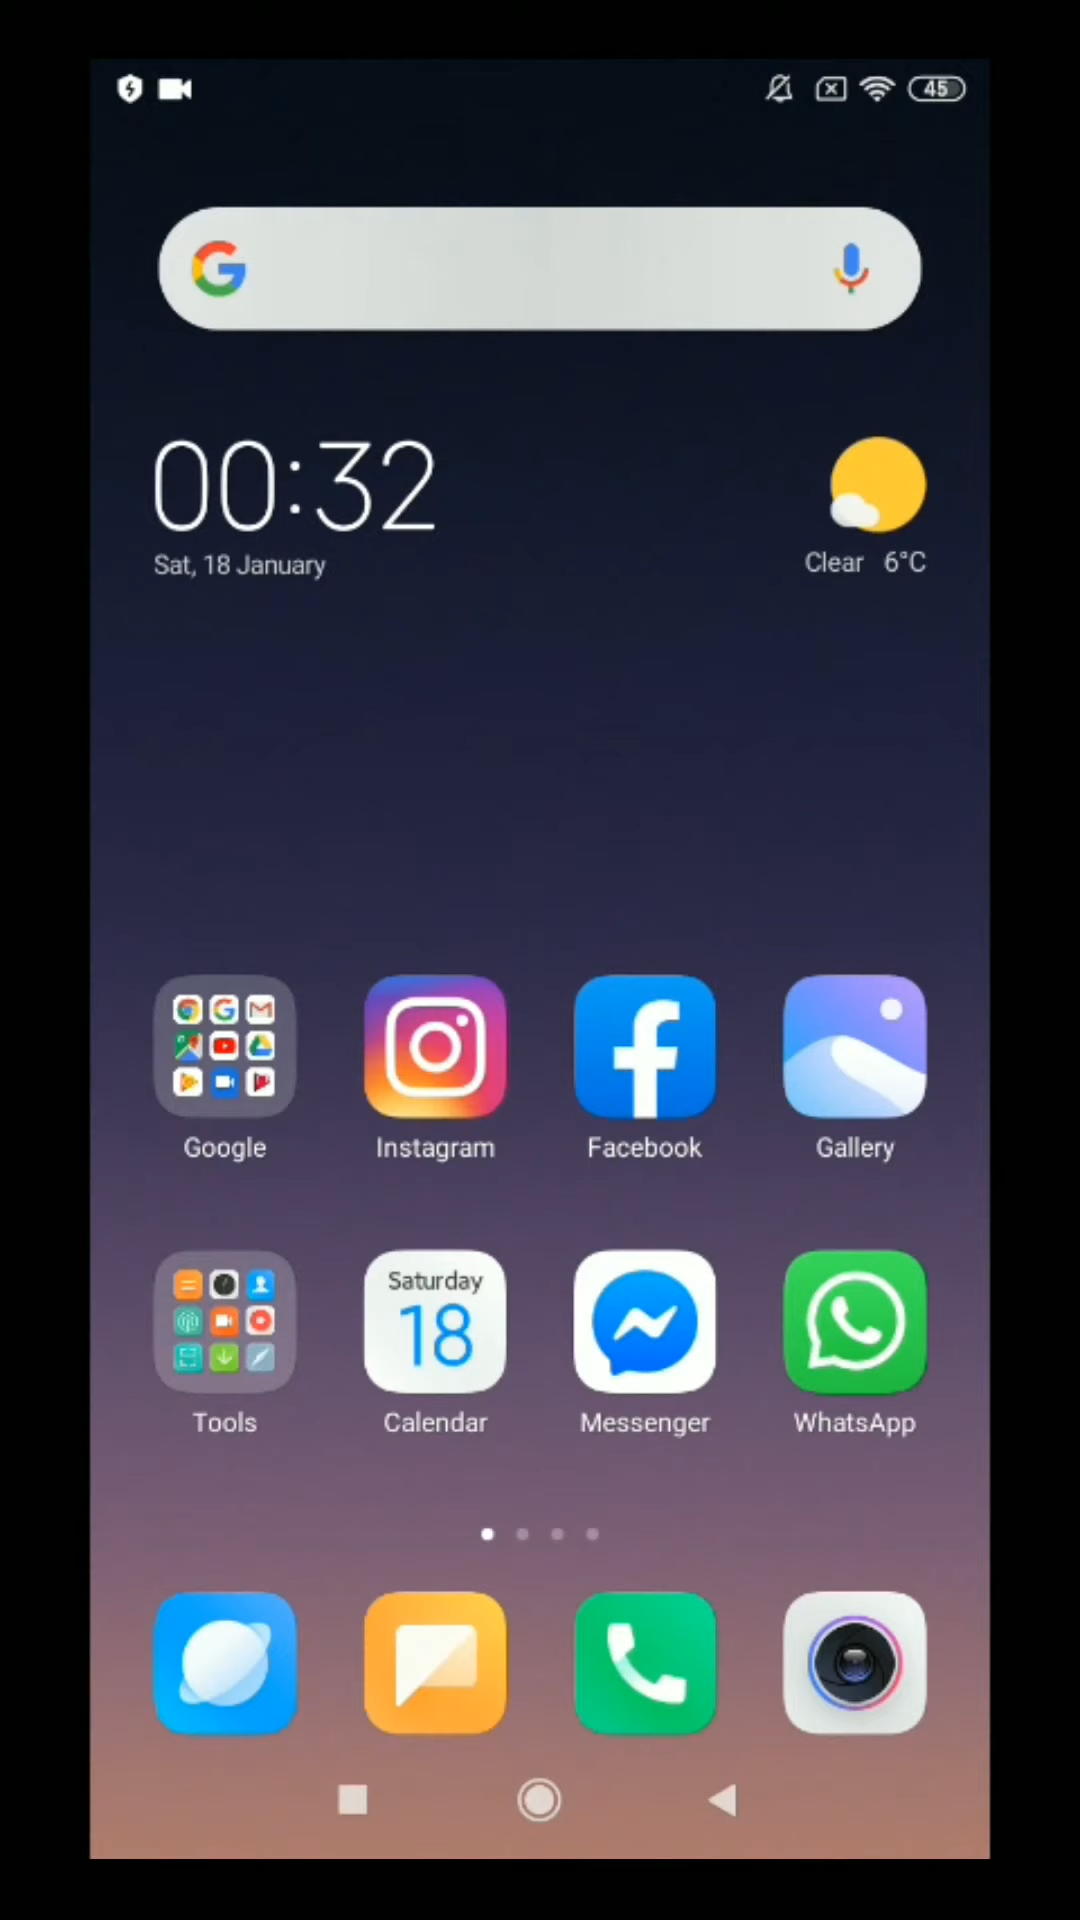 45
00:32
Sat, 18 January
Clear 6°C
Google
Instagram
Facebook
Gallery
Saturday
18
Tools
Calendar
Messenger
WhatsApp